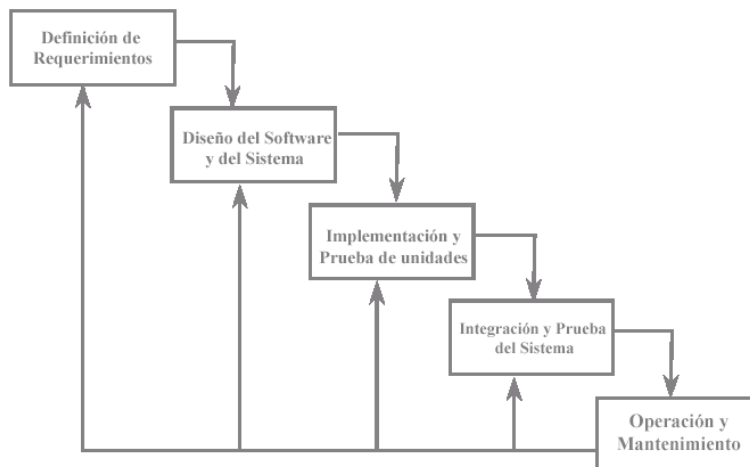 Definición de
Requerimientos
Diseño del Software
y del Sistema
Implementación y
Prueba de unidades
Integración y Prueba
del Sistema
Operación y
Mantenimiento